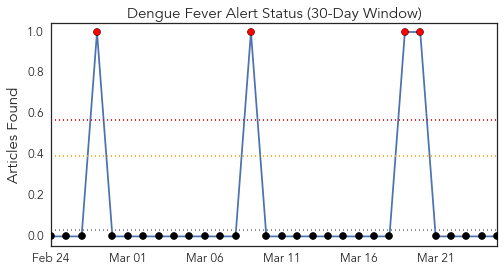 Dengue Fever Alert Status (30-Day Window)
Articles Found
1.0
0.8
0.6
0.4
0.2
0.0
Feb 24
Mar 01
Mar 06
Mar 11
Mar 16
Mar 21